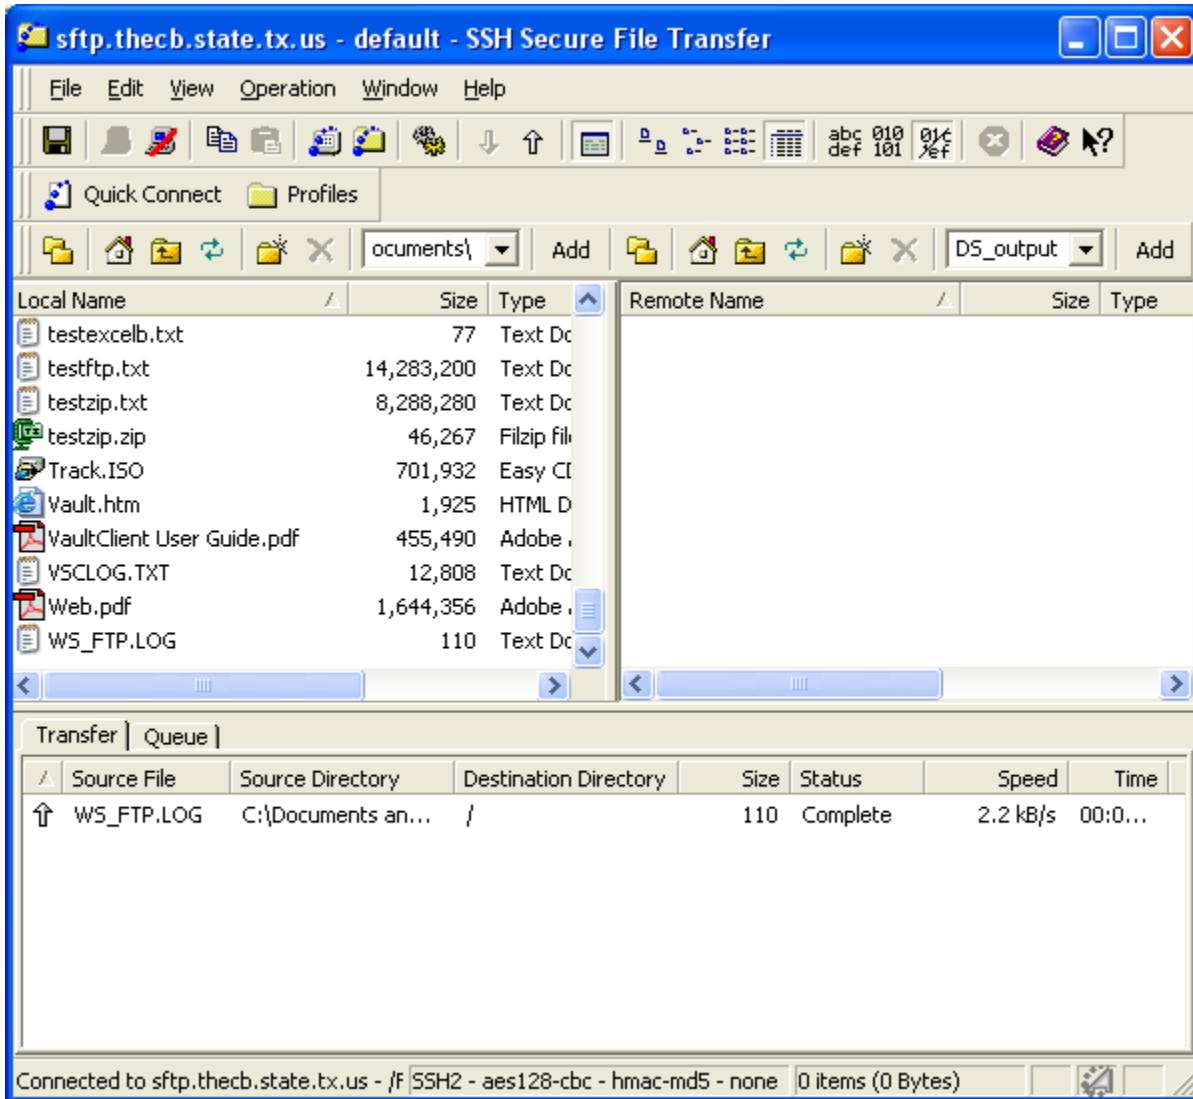 sftp.thecb.state.tx.us - default - SSH Secure File Transfer
File Edit View Operation Window Help
abc def 010 101
Quick Connect Profiles
ocuments\ Add DS_output Add
Local Name Size Type Remote Name Size Type
testexcelb.txt 77 Text Dc
testftp.txt 14,283,200 Text Dc
testzip.txt 8,288,280 Text Dc
testzip.zip 46,267 Filzip file
Track.ISO 701,932 Easy CD
Vault.htm 1,925 HTML D
VaultClient User Guide.pdf 455,490 Adobe
VSCLOG.TXT 12,808 Text Dc
Web.pdf 1,644,356 Adobe
WS_FTP.LOG 110 Text Dc
Transfer Queue
Source File Source Directory Destination Directory Size Status Speed Time
WS_FTP.LOG C:\Documents an... / 110 Complete 2.2 kB/s 00:0...
Connected to sftp.thecb.state.tx.us - /F SSH2 - aes128-cbc - hmac-md5 - none 0 items (0 Bytes)